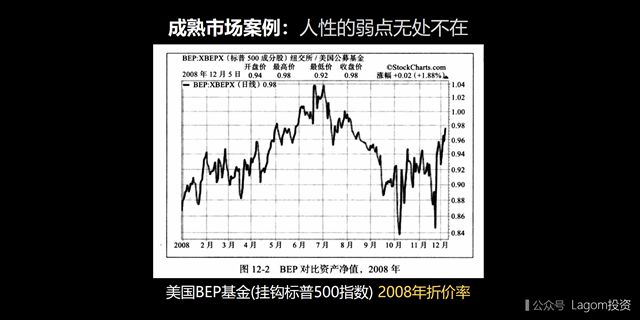 成熟市场案例：人性的弱点无处不在
BEP:XBEPX（标普 500 成分股）纽交所 / 美国公募基金
©StockCharts.com
开盘价 最高价 最低价 收盘价
2008 年 12 月 5 日 0.94 0.98 0.92 0.98 涨幅 +0.02 (+1.88%)
BEP:XBEPX（日线）0.98
1.04
1.02
1.00
0.98
0.96
0.94
0.92
0.90
0.88
0.86
0.84
2008 2 月 3 月 4 月 5 月 6 月 7 月 8 月 9 月 10 月 11 月 12 月
图 12-2 BEP 对比资产净值，2008 年
美国BEP基金(挂钩标普500指数) 2008年折价率
公众号 Lagom投资